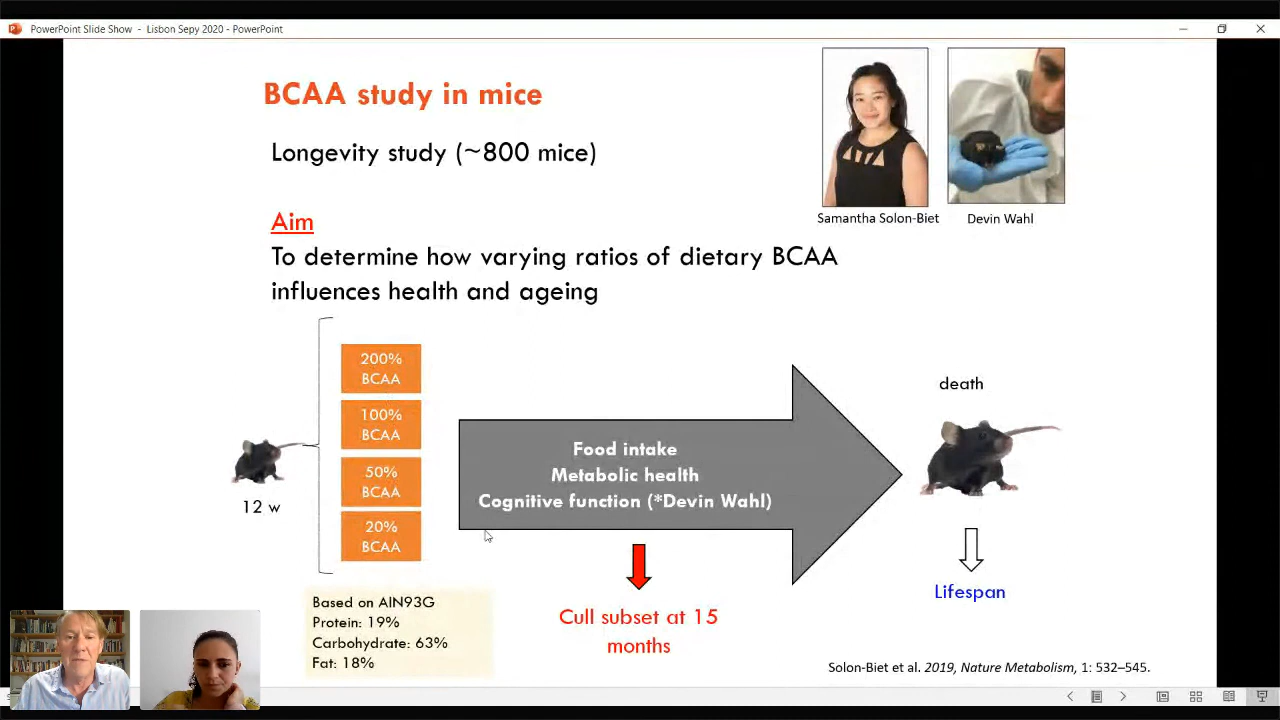 PowerPoint Slide Show - Lisbon Sepy 2020 - PowerPoint
BCAA study in mice
Longevity study (~800 mice)
Samantha Solon-Biet
Devin Wahl
Aim
To determine how varying ratios of dietary BCAA
influences health and ageing
12 w
200%
BCAA
100%
BCAA
50%
BCAA
20%
BCAA
Food intake
Metabolic health
Cognitive function (*Devin Wahl)
death
Lifespan
Cull subset at 15
months
Based on AIN93G
Protein: 19%
Carbohydrate: 63%
Fat: 18%
Solon-Biet et al. 2019, Nature Metabolism, 1: 532–545.